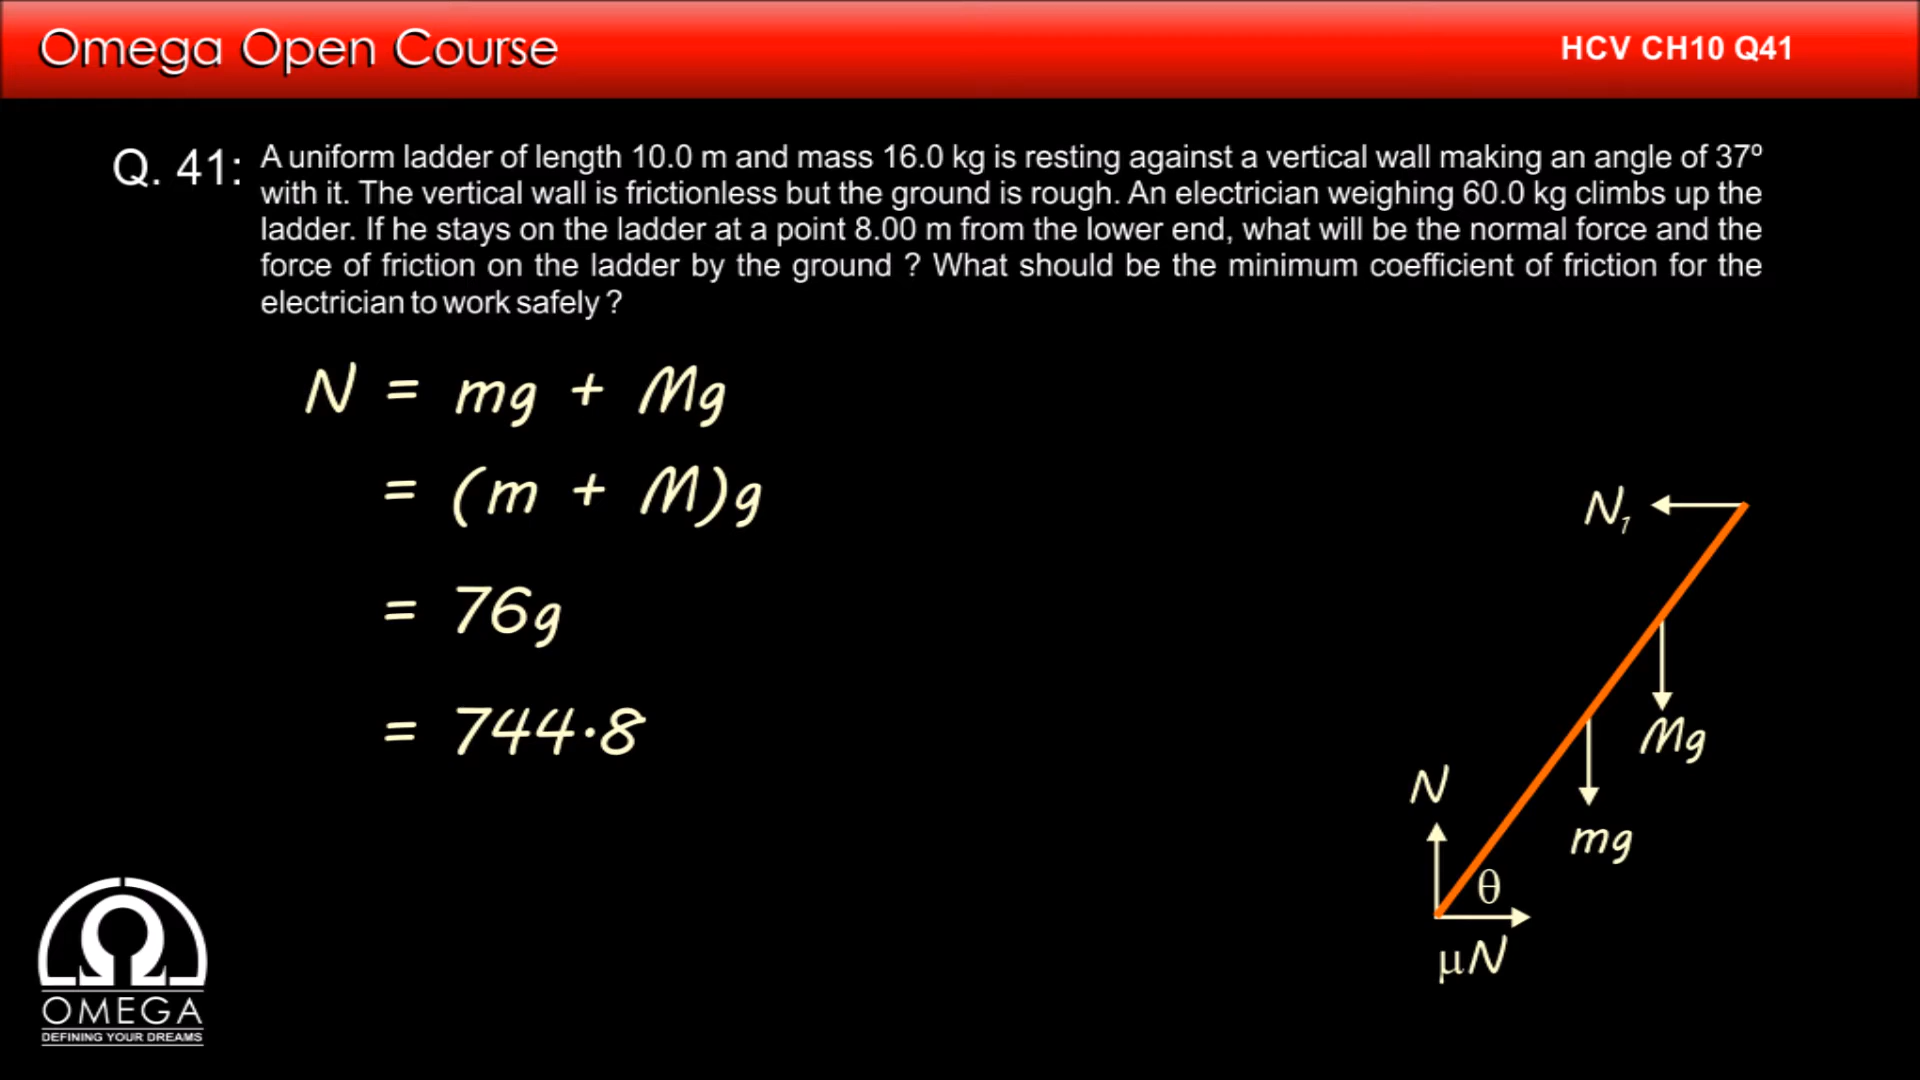 Omega Open Course
HCV CH10 Q41
Q. 41: A uniform ladder of length 10.0 m and mass 16.0 kg is resting against a vertical wall making an angle of 37º
with it. The vertical wall is frictionless but the ground is rough. An electrician weighing 60.0 kg climbs up the
ladder. If he stays on the ladder at a point 8.00 m from the lower end, what will be the normal force and the
force of friction on the ladder by the ground ? What should be the minimum coefficient of friction for the
electrician to work safely ?
N = mg + Mg
= (m + M)g
= 76g
= 744·8
N₁
Mg
N
mg
θ
μN
OMEGA
DEFINING YOUR DREAMS